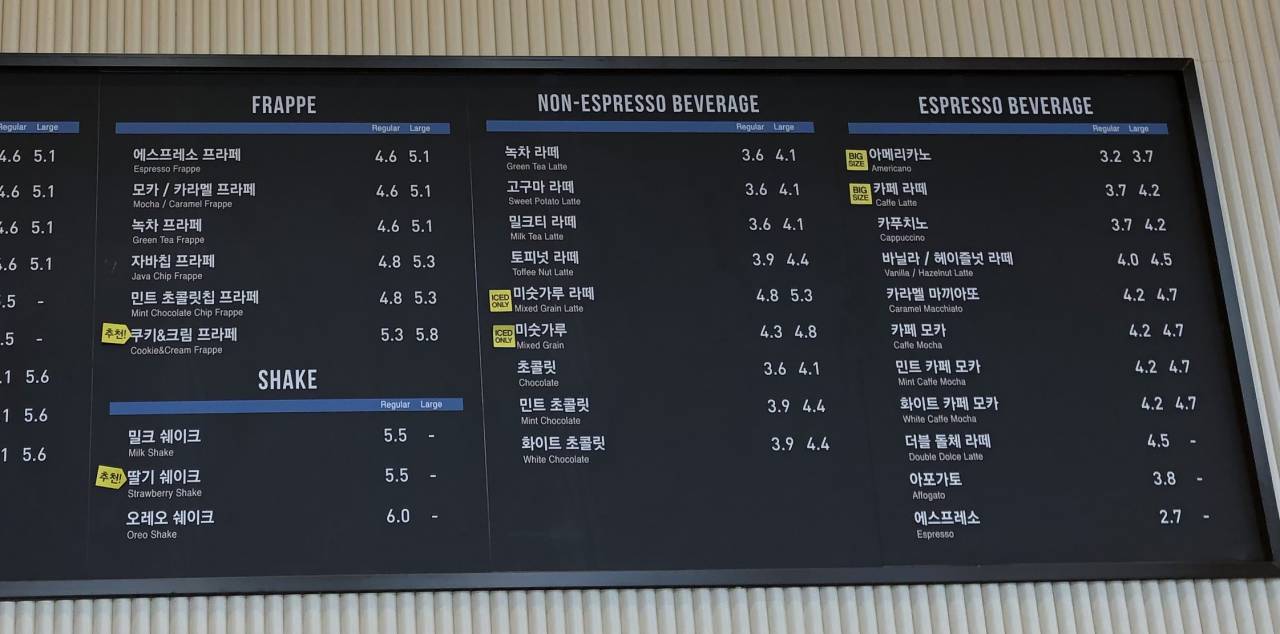 Regular Large
4.6 5.1
4.6 5.1
4.6 5.1
4.6 5.1
.5 -
.5 -
.1 5.6
1 5.6
1 5.6
FRAPPE
Regular Large
에스프레소 프라페 4.6 5.1
Espresso Frappe
모카 / 카라멜 프라페 4.6 5.1
Mocha / Caramel Frappe
녹차 프라페 4.6 5.1
Green Tea Frappe
자바칩 프라페 4.8 5.3
Java Chip Frappe
민트 초콜릿칩 프라페 4.8 5.3
Mint Chocolate Chip Frappe
추천! 쿠키&크림 프라페 5.3 5.8
Cookie&Cream Frappe
SHAKE
Regular Large
밀크 쉐이크 5.5 -
Milk Shake
추천! 딸기 쉐이크 5.5 -
Strawberry Shake
오레오 쉐이크 6.0 -
Oreo Shake
NON-ESPRESSO BEVERAGE
Regular Large
녹차 라떼 3.6 4.1
Green Tea Latte
고구마 라떼 3.6 4.1
Sweet Potato Latte
밀크티 라떼 3.6 4.1
Milk Tea Latte
토피넛 라떼 3.9 4.4
Toffee Nut Latte
ICED ONLY 미숫가루 라떼 4.8 5.3
Mixed Grain Latte
ICED ONLY 미숫가루 4.3 4.8
Mixed Grain
초콜릿 3.6 4.1
Chocolate
민트 초콜릿 3.9 4.4
Mint Chocolate
화이트 초콜릿 3.9 4.4
White Chocolate
ESPRESSO BEVERAGE
Regular Large
BIG SIZE 아메리카노 3.2 3.7
Americano
BIG SIZE 카페 라떼 3.7 4.2
Caffe Latte
카푸치노 3.7 4.2
Cappuccino
바닐라 / 헤이즐넛 라떼 4.0 4.5
Vanilla / Hazelnut Latte
카라멜 마끼아또 4.2 4.7
Caramel Macchiato
카페 모카 4.2 4.7
Caffe Mocha
민트 카페 모카 4.2 4.7
Mint Caffe Mocha
화이트 카페 모카 4.2 4.7
White Caffe Mocha
더블 돌체 라떼 4.5 -
Double Dolce Latte
아포가토 3.8 -
Affogato
에스프레소 2.7 -
Espresso